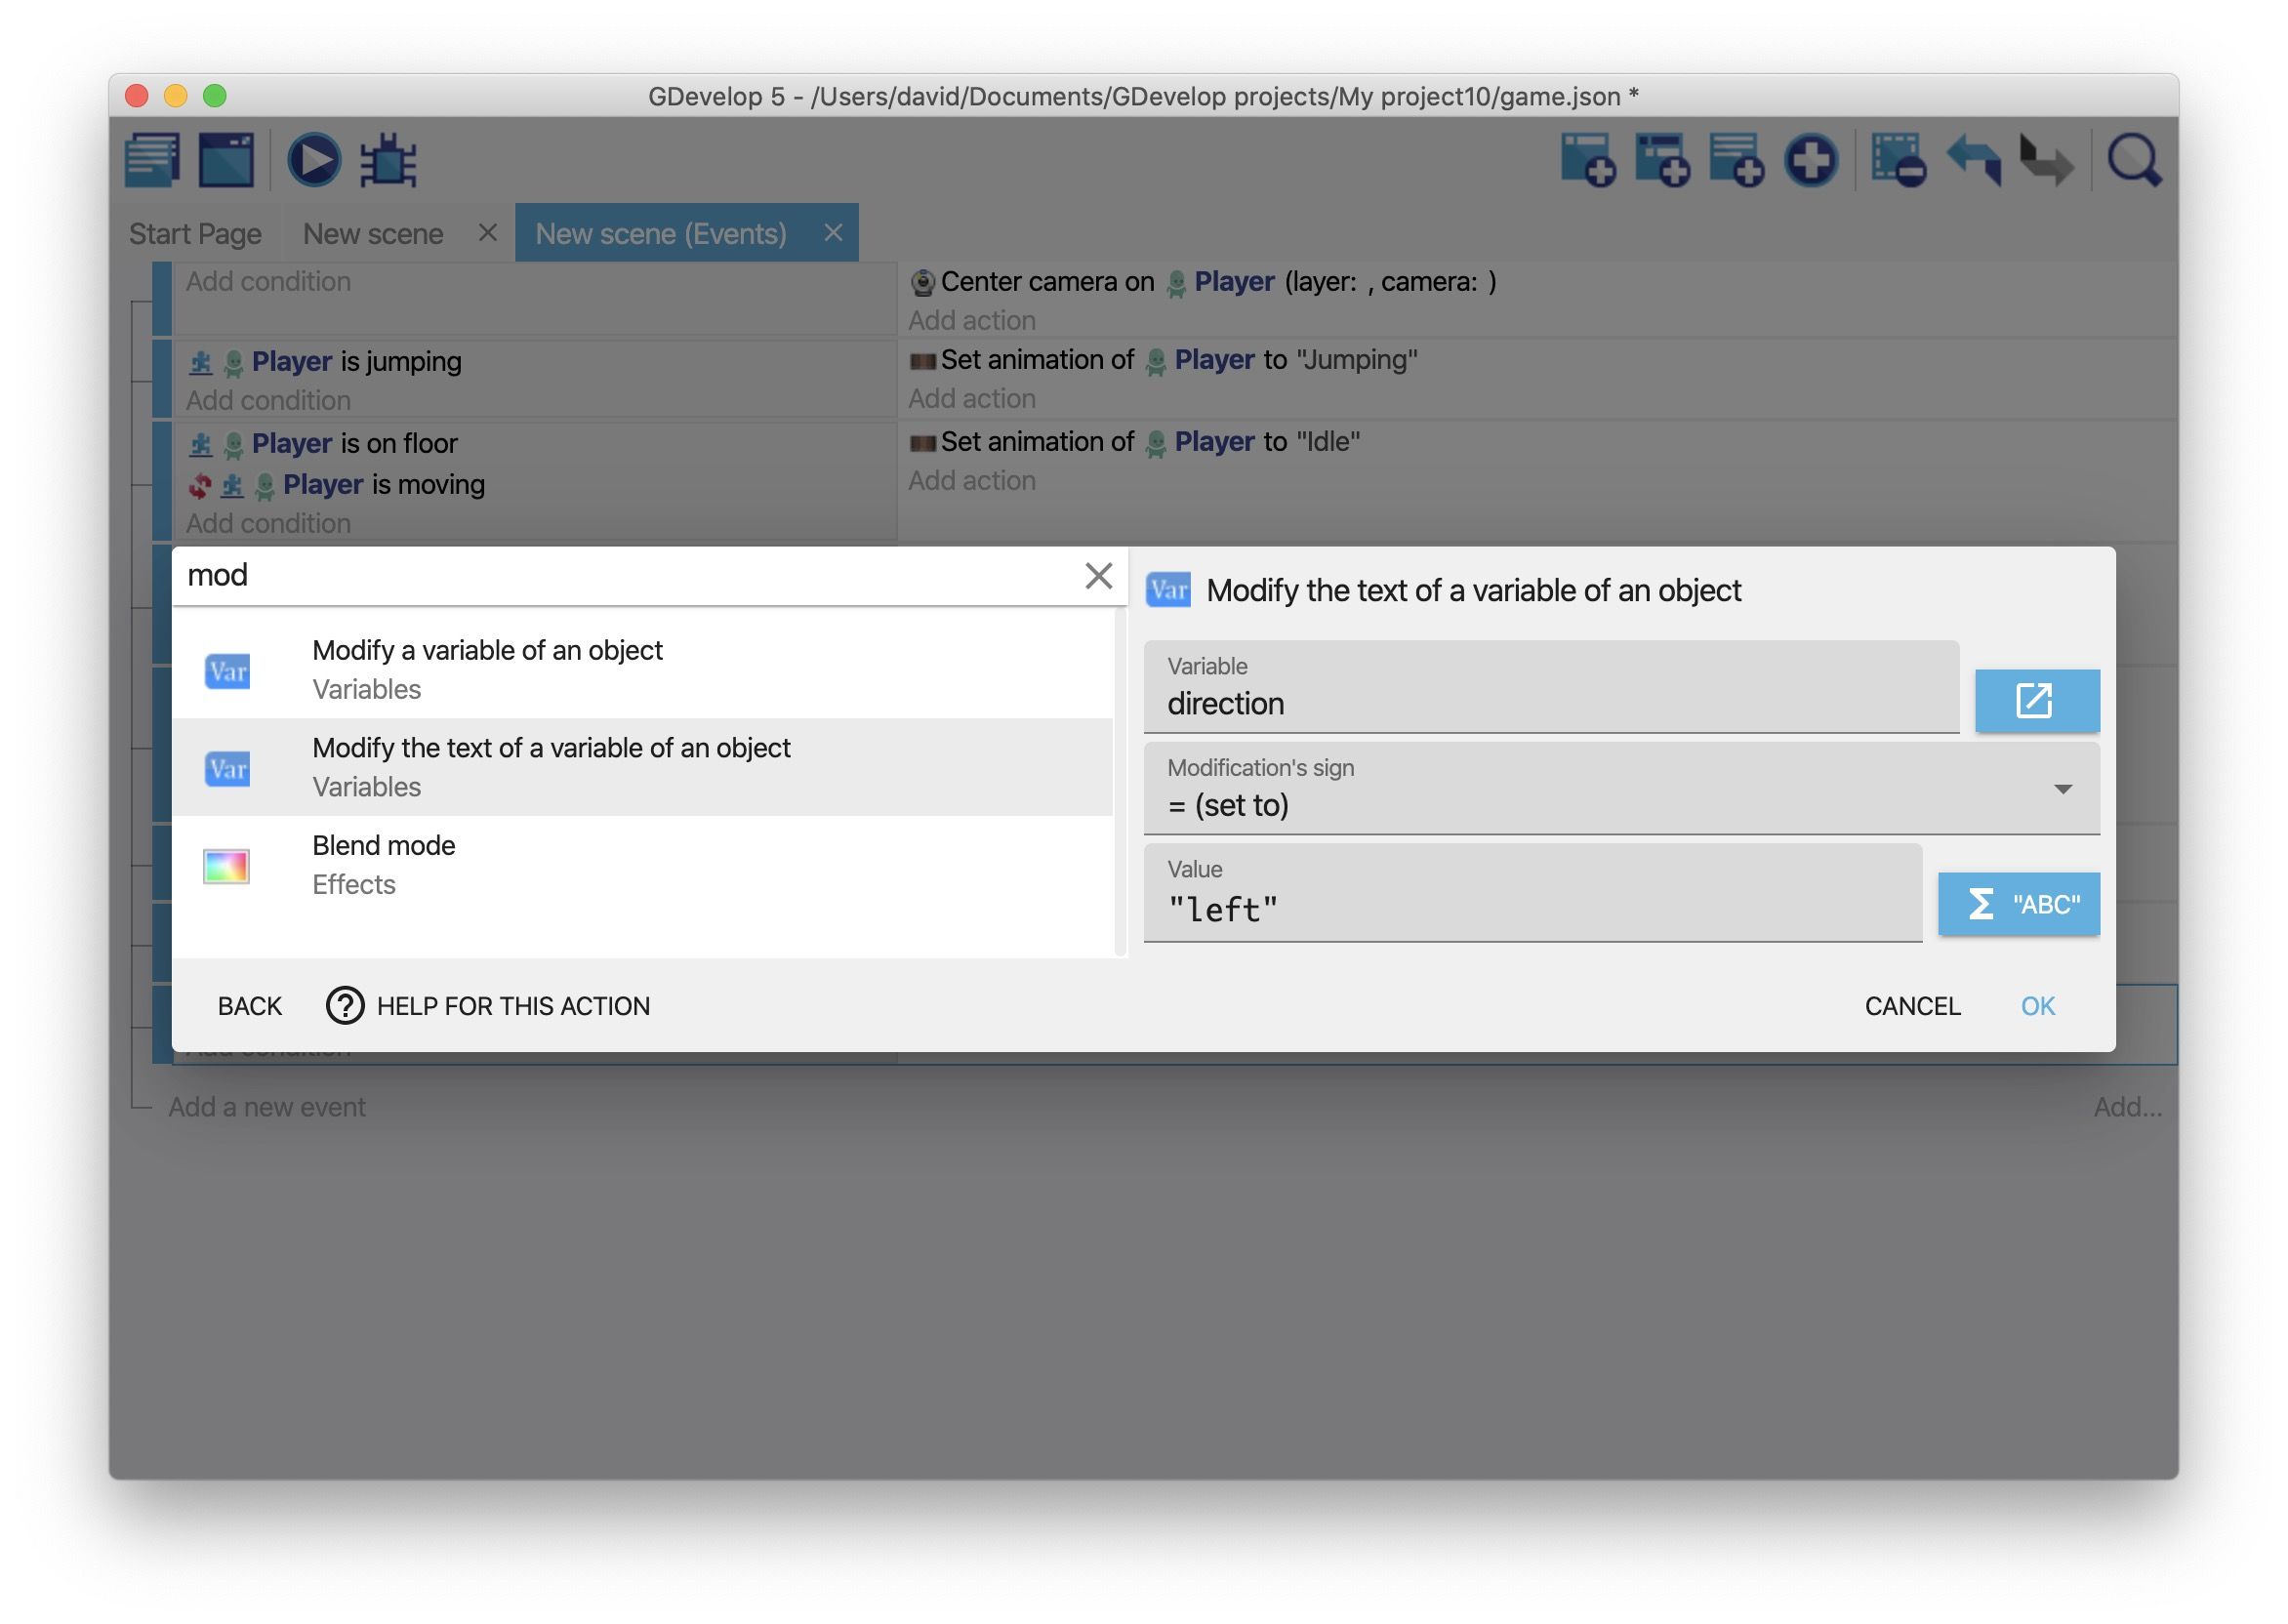 GDevelop 5 - /Users/david/Documents/GDevelop projects/My project10/game.json *
Start Page
New scene
New scene (Events)
Add condition
Center camera on Player (layer: , camera: )
Add action
Player is jumping
Set animation of Player to "Jumping"
Add condition
Add action
Player is on floor
Set animation of Player to "Idle"
Player is moving
Add action
Add condition
mod
Modify a variable of an object
Variables
Var
Modify the text of a variable of an object
Variables
Var
Blend mode
Effects
Var Modify the text of a variable of an object
Variable
direction
Modification's sign
= (set to)
Value
"left"
Σ "ABC"
BACK
HELP FOR THIS ACTION
CANCEL
OK
Add condition
Add a new event
Add...